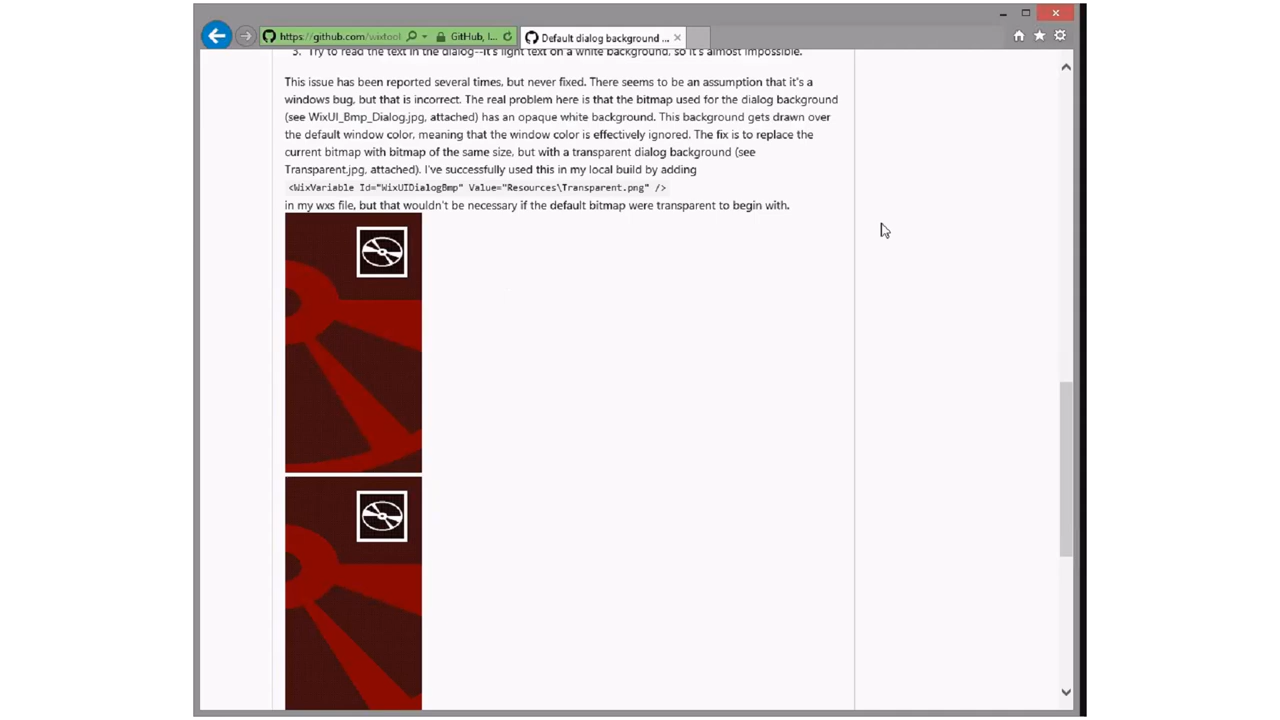 https://github.com/wixtool
GitHub, I...
Default dialog background ...
3. Try to read the text in the dialog--it's light text on a white background, so it's almost impossible.
This issue has been reported several times, but never fixed. There seems to be an assumption that it's a
windows bug, but that is incorrect. The real problem here is that the bitmap used for the dialog background
(see WixUI_Bmp_Dialog.jpg, attached) has an opaque white background. This background gets drawn over
the default window color, meaning that the window color is effectively ignored. The fix is to replace the
current bitmap with bitmap of the same size, but with a transparent dialog background (see
Transparent.jpg, attached). I've successfully used this in my local build by adding
<WixVariable Id="WixUIDialogBmp" Value="Resources\Transparent.png" />
in my wxs file, but that wouldn't be necessary if the default bitmap were transparent to begin with.